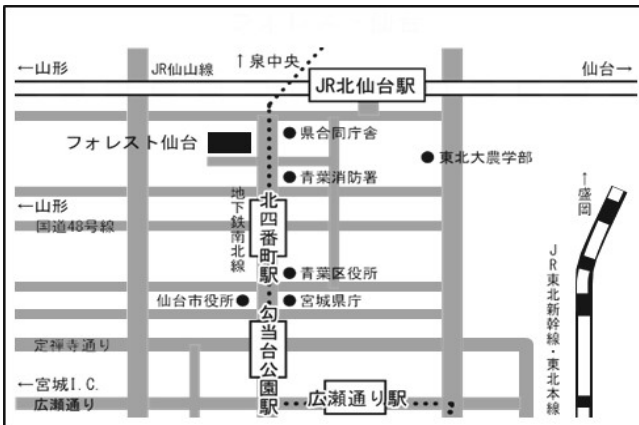 ↑泉中央
←山形
JR仙山線
仙台→
JR北仙台駅
フォレスト仙台
●県合同庁舎
●東北大農学部
●青葉消防署
←山形
国道48号線
地下鉄南北線
北四番町駅
↑盛岡
JR東北新幹線・東北本線
●青葉区役所
仙台市役所●
●宮城県庁
勾当台公園駅
定禅寺通り
←宮城I.C.
広瀬通り
広瀬通り駅